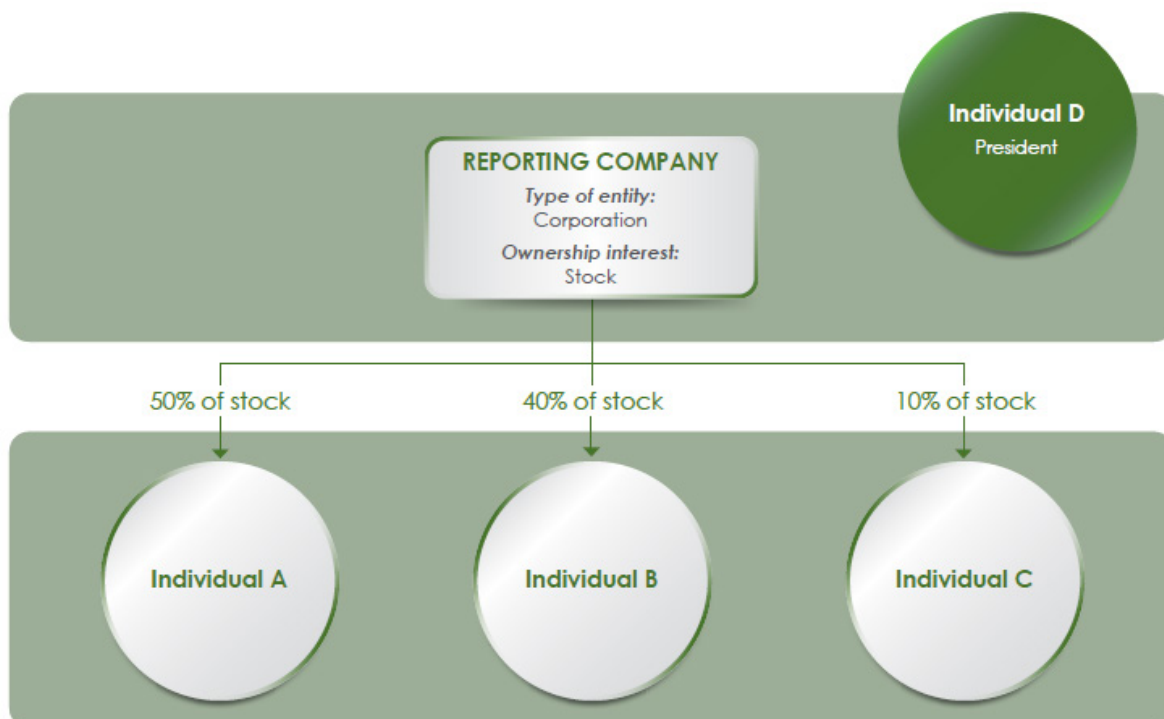 Individual D
President
REPORTING COMPANY
Type of entity:
Corporation
Ownership interest:
Stock
50% of stock
40% of stock
10% of stock
Individual A
Individual B
Individual C